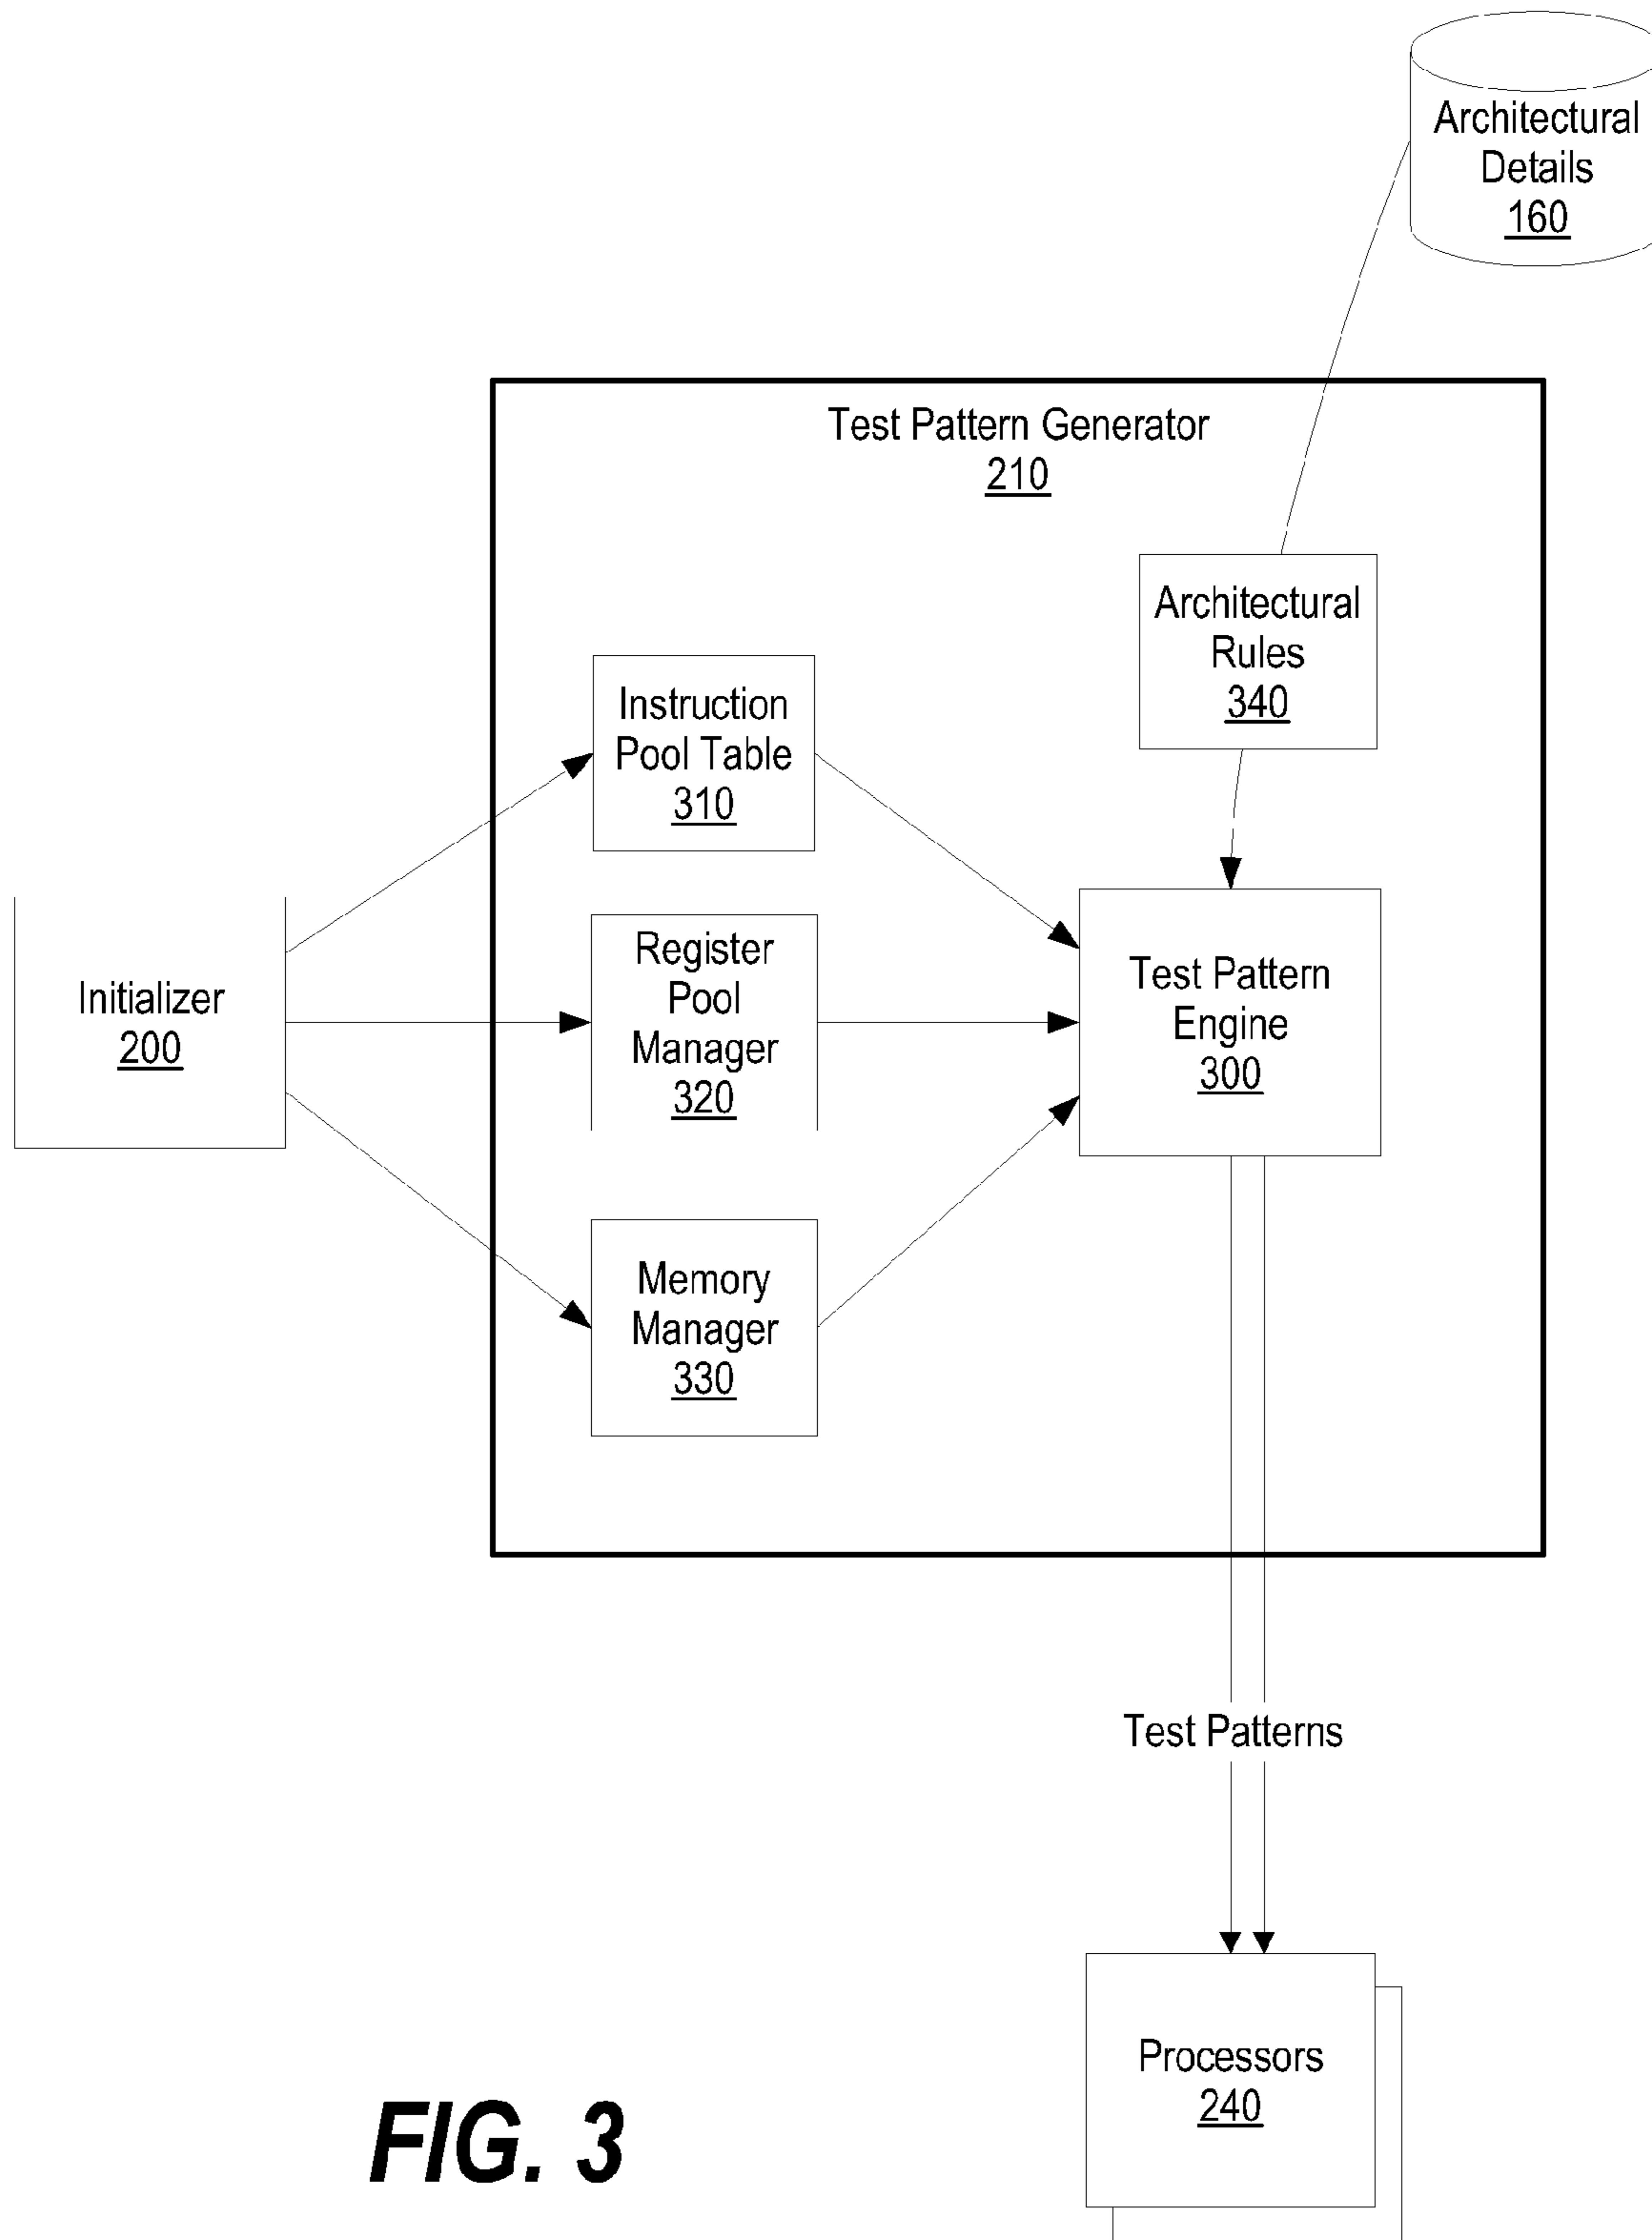 Architectural
Details
160
Test Pattern Generator
210
Architectural
Rules
340
Instruction
Pool Table
310
Register
Pool
Manager
320
Initializer
200
Test Pattern
Engine
300
Memory
Manager
330
Test Patterns
Processors
240
FIG. 3